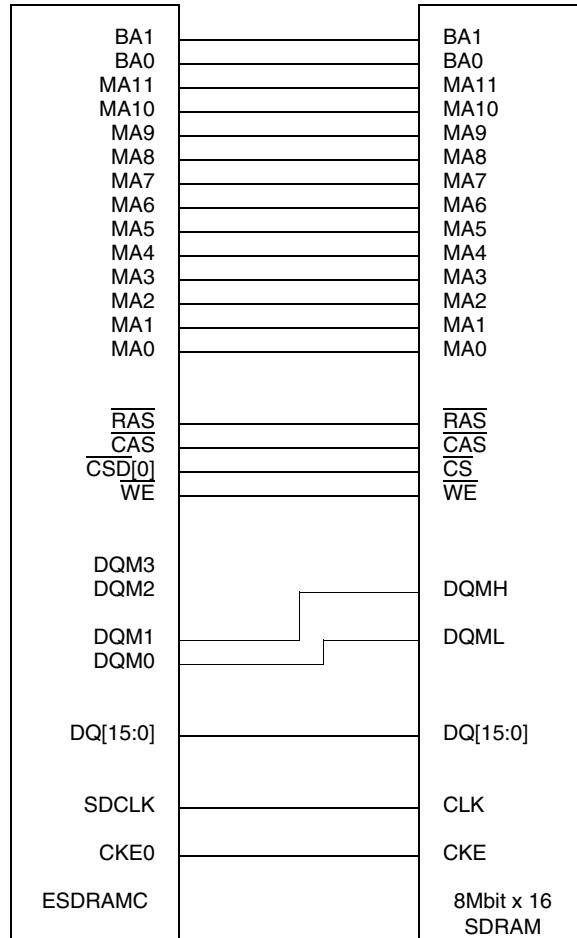 BA1 BA1
BA0 BA0
MA11 MA11
MA10 MA10
MA9 MA9
MA8 MA8
MA7 MA7
MA6 MA6
MA5 MA5
MA4 MA4
MA3 MA3
MA2 MA2
MA1 MA1
MA0 MA0
RAS RAS
CAS CAS
CSD[0] CS
WE WE
DQM3
DQM2 DQMH
DQM1 DQML
DQM0
DQ[15:0] DQ[15:0]
SDCLK CLK
CKE0 CKE
ESDRAMC 8Mbit x 16
SDRAM